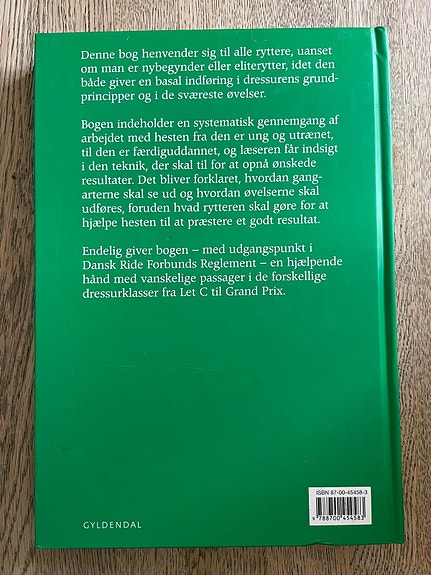 Denne bog henvender sig til alle ryttere, uanset
om man er nybegynder eller eliterytter, idet den
både giver en basal indføring i dressurens grund-
principper og i de sværeste øvelser.
Bogen indeholder en systematisk gennemgang af
arbejdet med hesten fra den er ung og utrænet,
til den er færdiguddannet, og læseren får indsigt
i den teknik, der skal til for at opnå ønskede
resultater. Det bliver forklaret, hvordan gang-
arterne skal se ud og hvordan øvelserne skal
udføres, foruden hvad rytteren skal gøre for at
hjælpe hesten til at præstere et godt resultat.
Endelig giver bogen – med udgangspunkt i
Dansk Ride Forbunds Reglement – en hjælpende
hånd med vanskelige passager i de forskellige
dressurklasser fra Let C til Grand Prix.
ISBN 87-00-45458-3
9 788700 454583
GYLDENDAL